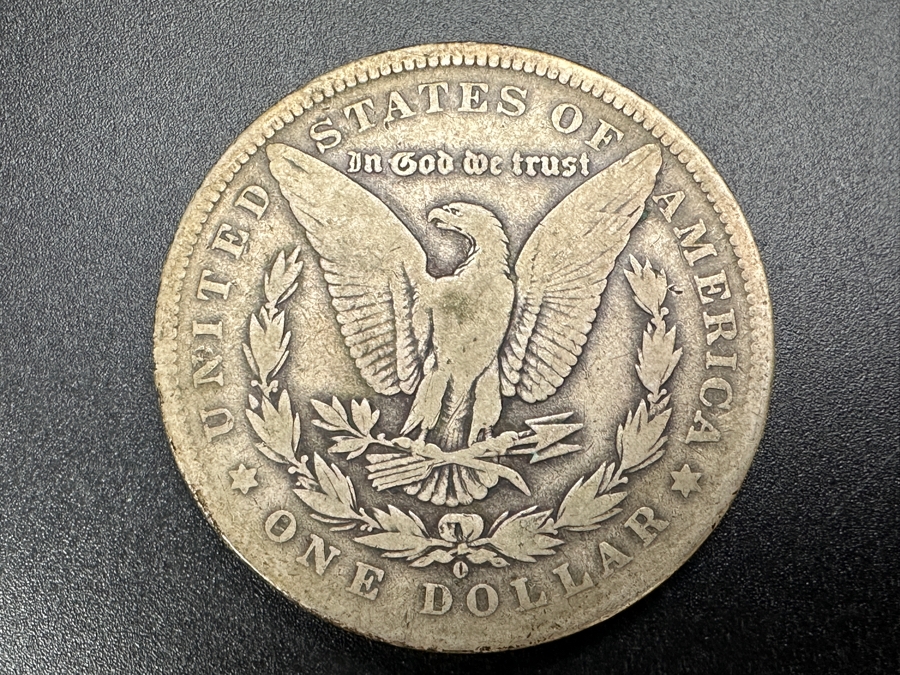 UNITED STATES OF AMERICA
In God we trust
O
ONE DOLLAR